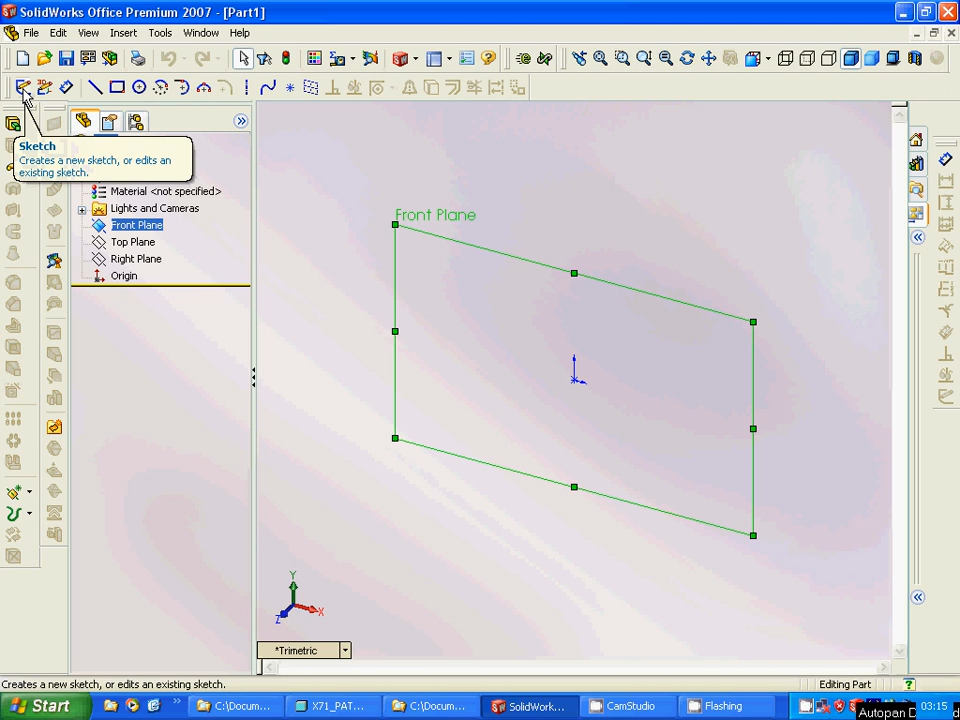 SolidWorks Office Premium 2007 - [Part1]
File Edit View Insert Tools Window Help
Sketch
Creates a new sketch, or edits an
existing sketch.
Material <not specified>
Lights and Cameras
Front Plane
Top Plane
Right Plane
Origin
Front Plane
Y
X
Z
*Trimetric
Creates a new sketch, or edits an existing sketch.
Editing Part
Start
C:\Docum...
X71_PAT...
C:\Docum...
SolidWork...
CamStudio
Flashing
03:15
Autopan D